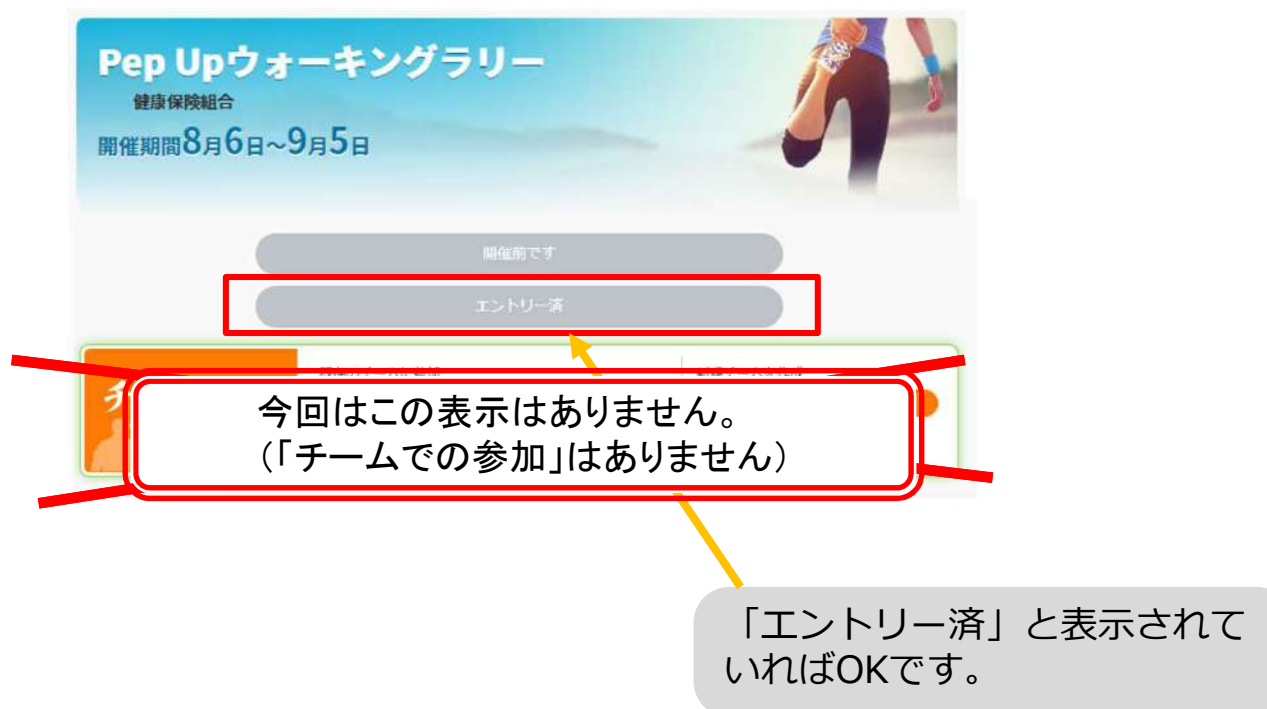 Pep Upウォーキングラリー
健康保険組合
開催期間8月6日～9月5日
開催前です
エントリー済
今回はこの表示はありません。
（「チームでの参加」はありません）
「エントリー済」と表示されて
いればOKです。